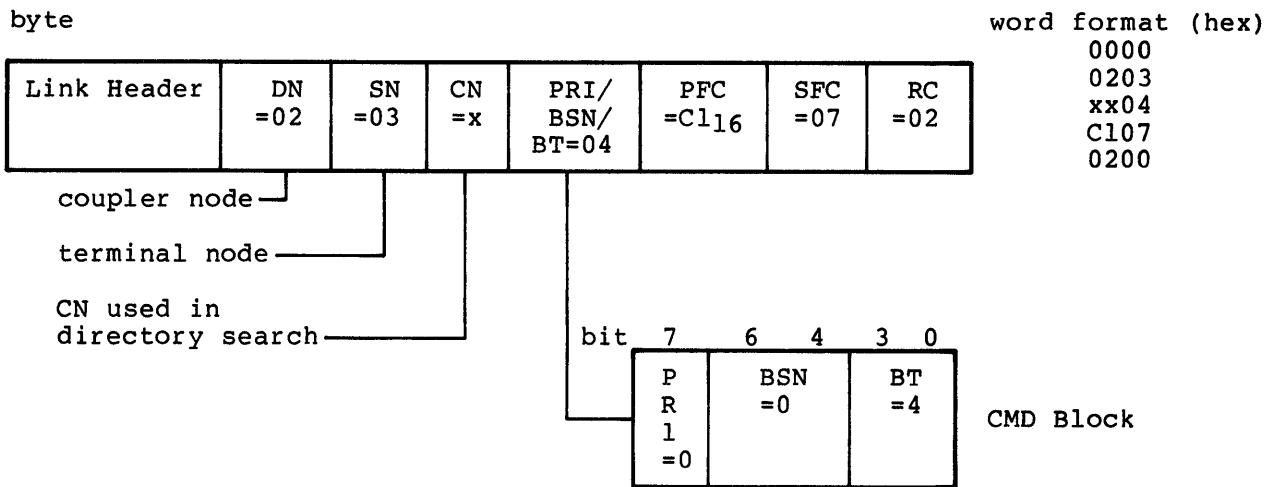 byte
word format (hex)
0000
0203
xx04
C107
0200
Link Header
DN
=02
SN
=03
CN
=x
PRI/
BSN/
BT=04
PFC
=C1₁₆
SFC
=07
RC
=02
coupler node
terminal node
CN used in
directory search
bit 7 6 4 3 0
P
R
1
=0
BSN
=0
BT
=4
CMD Block